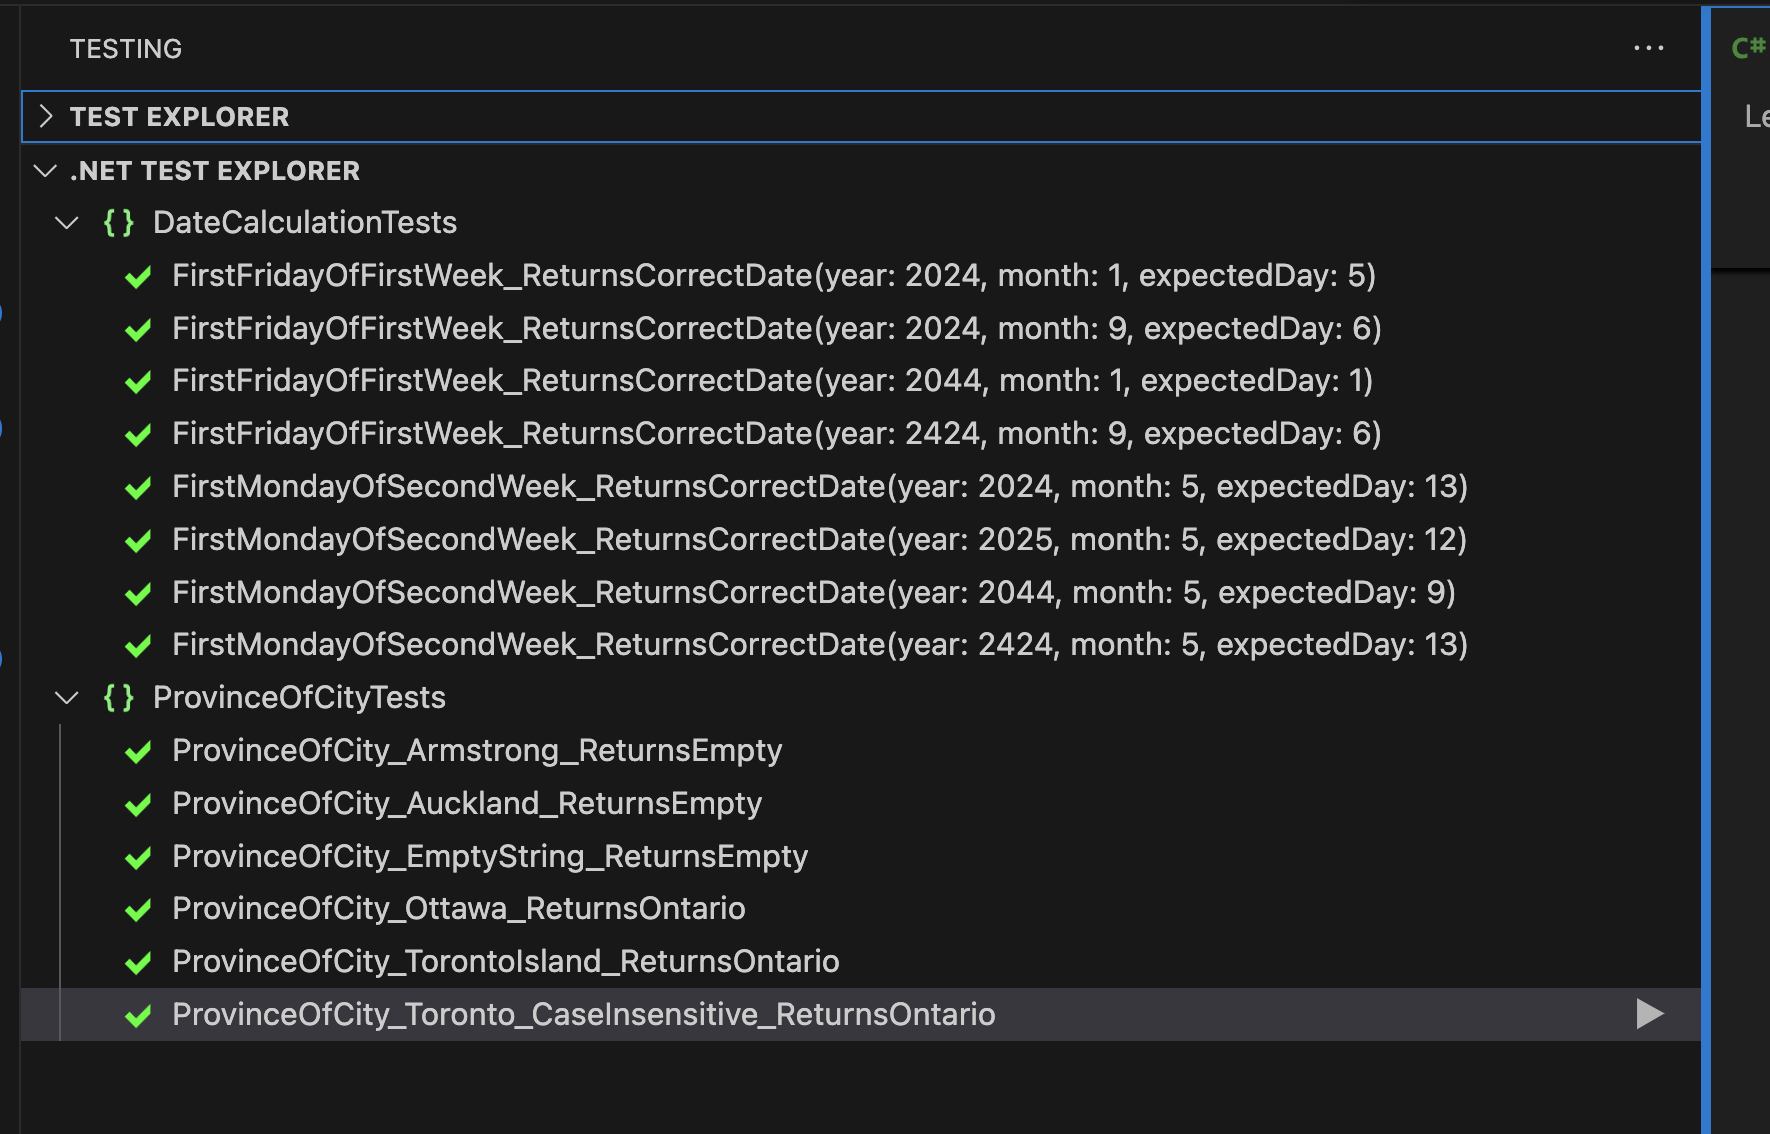 TESTING
TEST EXPLORER
.NET TEST EXPLORER
{} DateCalculationTests
FirstFridayOfFirstWeek_ReturnsCorrectDate(year: 2024, month: 1, expectedDay: 5)
FirstFridayOfFirstWeek_ReturnsCorrectDate(year: 2024, month: 9, expectedDay: 6)
FirstFridayOfFirstWeek_ReturnsCorrectDate(year: 2044, month: 1, expectedDay: 1)
FirstFridayOfFirstWeek_ReturnsCorrectDate(year: 2424, month: 9, expectedDay: 6)
FirstMondayOfSecondWeek_ReturnsCorrectDate(year: 2024, month: 5, expectedDay: 13)
FirstMondayOfSecondWeek_ReturnsCorrectDate(year: 2025, month: 5, expectedDay: 12)
FirstMondayOfSecondWeek_ReturnsCorrectDate(year: 2044, month: 5, expectedDay: 9)
FirstMondayOfSecondWeek_ReturnsCorrectDate(year: 2424, month: 5, expectedDay: 13)
{} ProvinceOfCityTests
ProvinceOfCity_Armstrong_ReturnsEmpty
ProvinceOfCity_Auckland_ReturnsEmpty
ProvinceOfCity_EmptyString_ReturnsEmpty
ProvinceOfCity_Ottawa_ReturnsOntario
ProvinceOfCity_TorontoIsland_ReturnsOntario
ProvinceOfCity_Toronto_CaseInsensitive_ReturnsOntario
C#